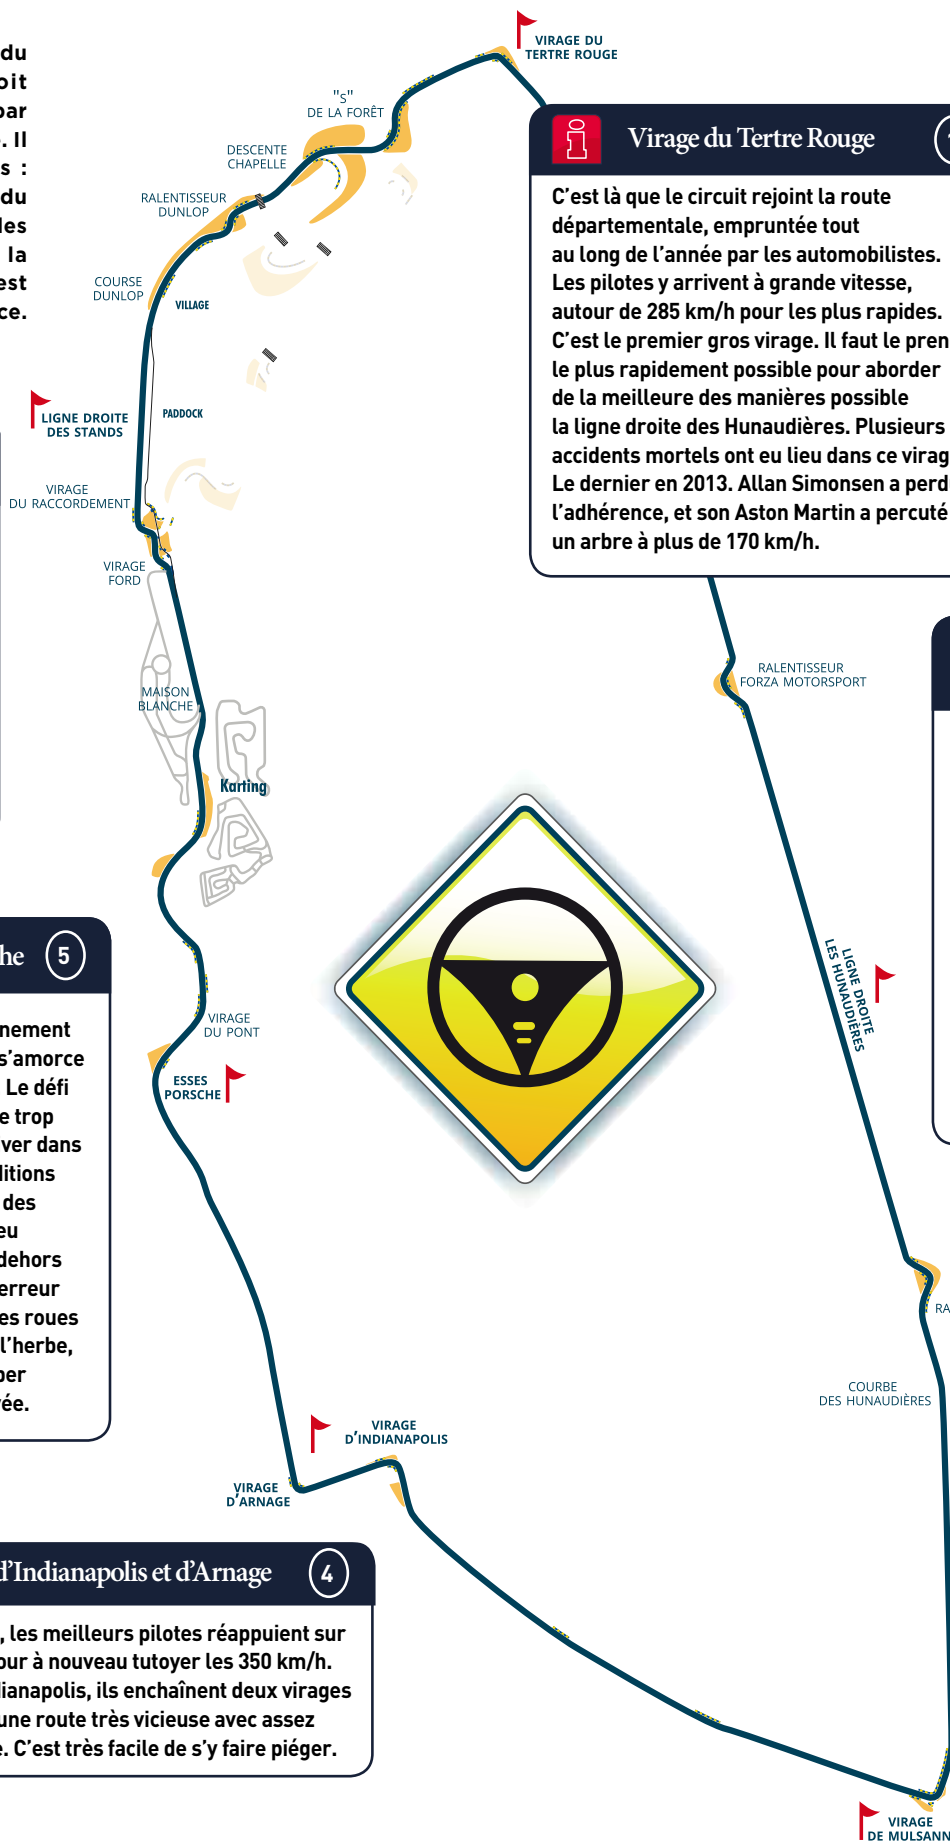 du
oit
par
. Il
s :
du
les
la
est
ce.
VIRAGE DU
TERTRE ROUGE
"S"
DE LA FORÊT
DESCENTE
CHAPELLE
RALENTISSEUR
DUNLOP
COURSE
DUNLOP
VILLAGE
LIGNE DROITE
DES STANDS
PADDOCK
VIRAGE
DU RACCORDEMENT
VIRAGE
FORD
MAISON
BLANCHE
Karting
Virage du Tertre Rouge
C'est là que le circuit rejoint la route
départementale, empruntée tout
au long de l'année par les automobilistes.
Les pilotes y arrivent à grande vitesse,
autour de 285 km/h pour les plus rapides.
C'est le premier gros virage. Il faut le pren
le plus rapidement possible pour aborder
de la meilleure des manières possible
la ligne droite des Hunaudières. Plusieurs
accidents mortels ont eu lieu dans ce virag
Le dernier en 2013. Allan Simonsen a perd
l'adhérence, et son Aston Martin a percuté
un arbre à plus de 170 km/h.
RALENTISSEUR
FORZA MOTORSPORT
LIGNE DROITE
LES HUNAUDIÈRES
he 5
nement
s'amorce
. Le défi
e trop
ver dans
ditions
des
eu
dehors
erreur
es roues
l'herbe,
per
ée.
VIRAGE
DU PONT
ESSES
PORSCHE
RA
COURBE
DES HUNAUDIÈRES
VIRAGE
D'INDIANAPOLIS
VIRAGE
D'ARNAGE
d'Indianapolis et d'Arnage 4
, les meilleurs pilotes réappuient sur
our à nouveau tutoyer les 350 km/h.
dianapolis, ils enchaînent deux virages
une route très vicieuse avec assez
e. C'est très facile de s'y faire piéger.
VIRAGE
DE MULSANN